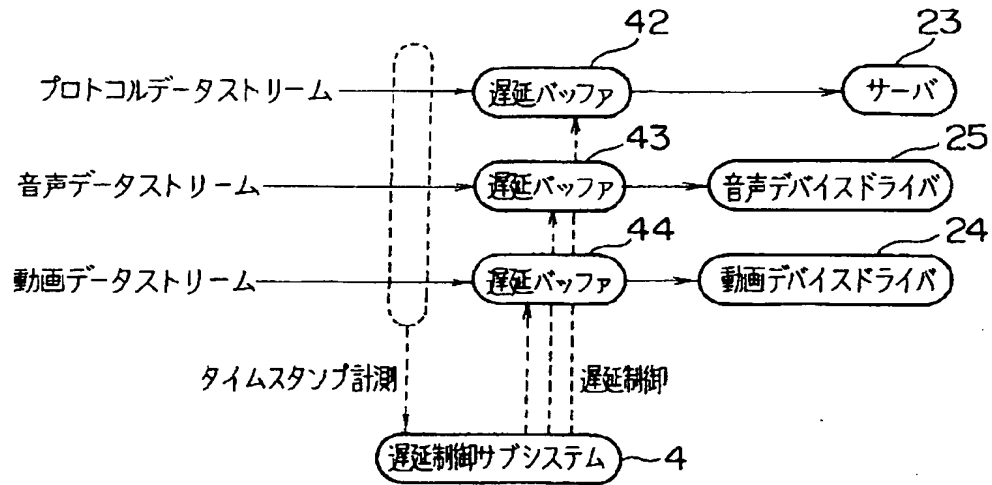 42
23
プロトコルデータストリーム
遅延バッファ
サーバ
43
25
音声データストリーム
遅延バッファ
音声デバイスドライバ
44
24
動画データストリーム
遅延バッファ
動画デバイスドライバ
タイムスタンプ計測
遅延制御
遅延制御サブシステム
4